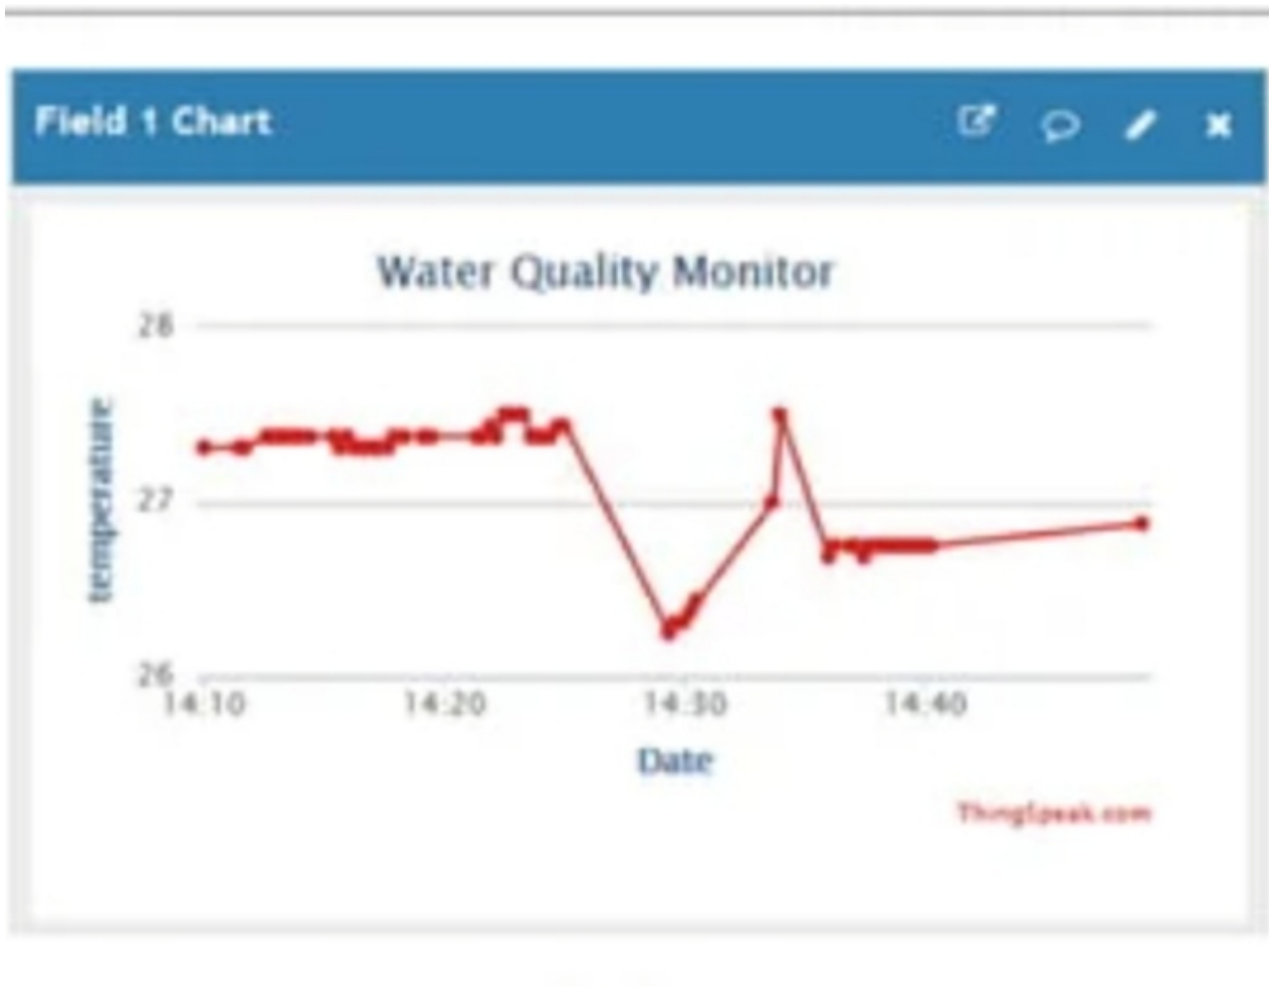 Field 1 Chart
Water Quality Monitor
28
27
26
temperature
14:10 14:20 14:30 14:40
Date
ThingSpeak.com